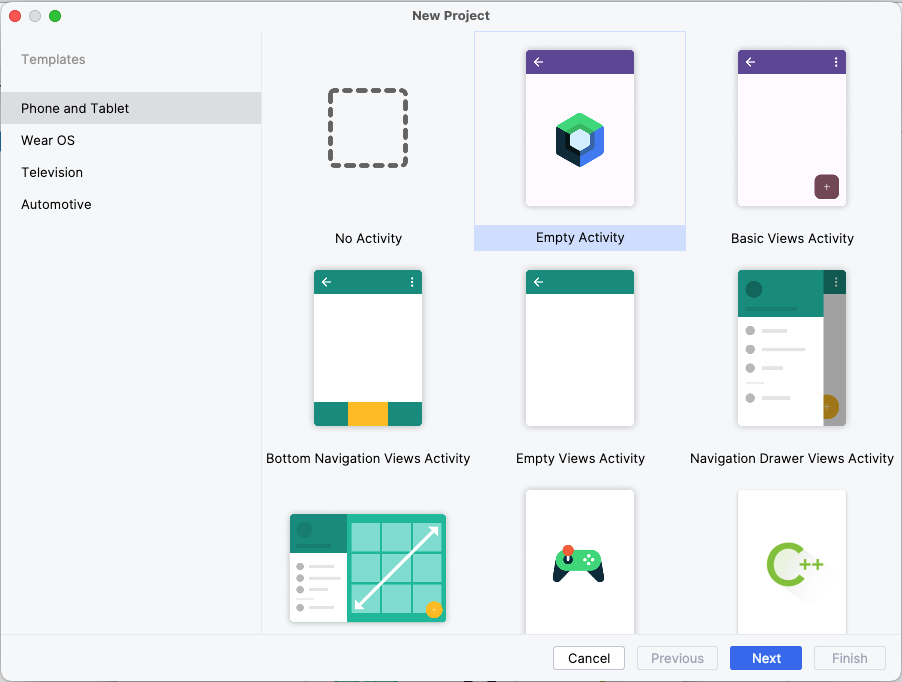 New Project
Templates
Phone and Tablet
Wear OS
Television
Automotive
No Activity
Empty Activity
Basic Views Activity
Bottom Navigation Views Activity
Empty Views Activity
Navigation Drawer Views Activity
C++
Cancel
Previous
Next
Finish